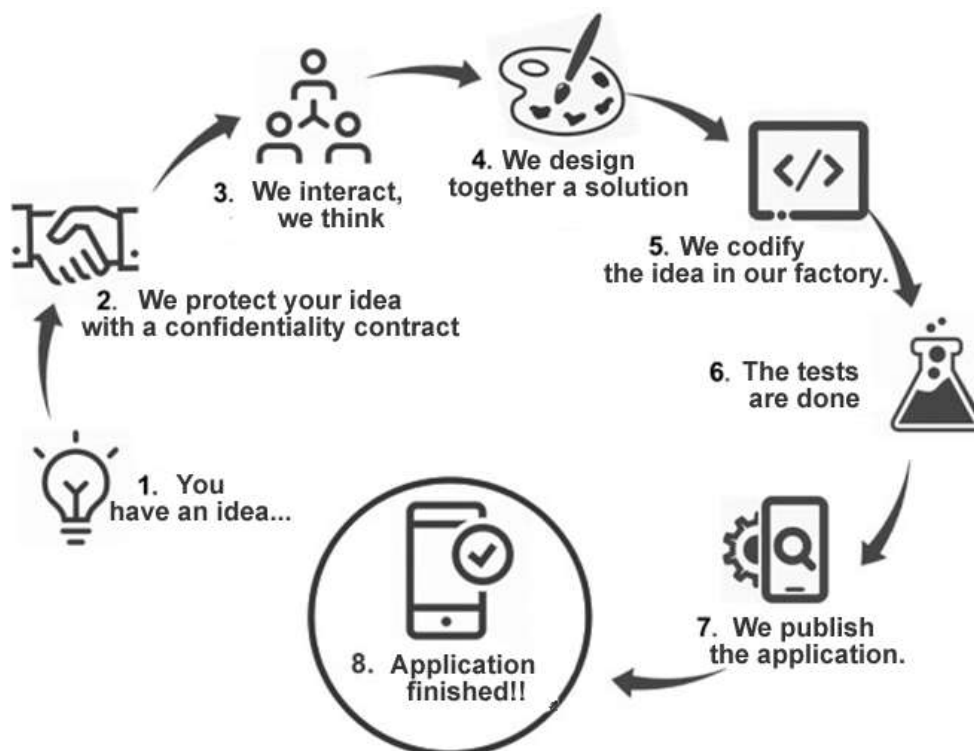 1. You
have an idea...
2. We protect your idea
with a confidentiality contract
3. We interact,
we think
4. We design
together a solution
</>
5. We codify
the idea in our factory.
6. The tests
are done
7. We publish
the application.
8. Application
finished!!